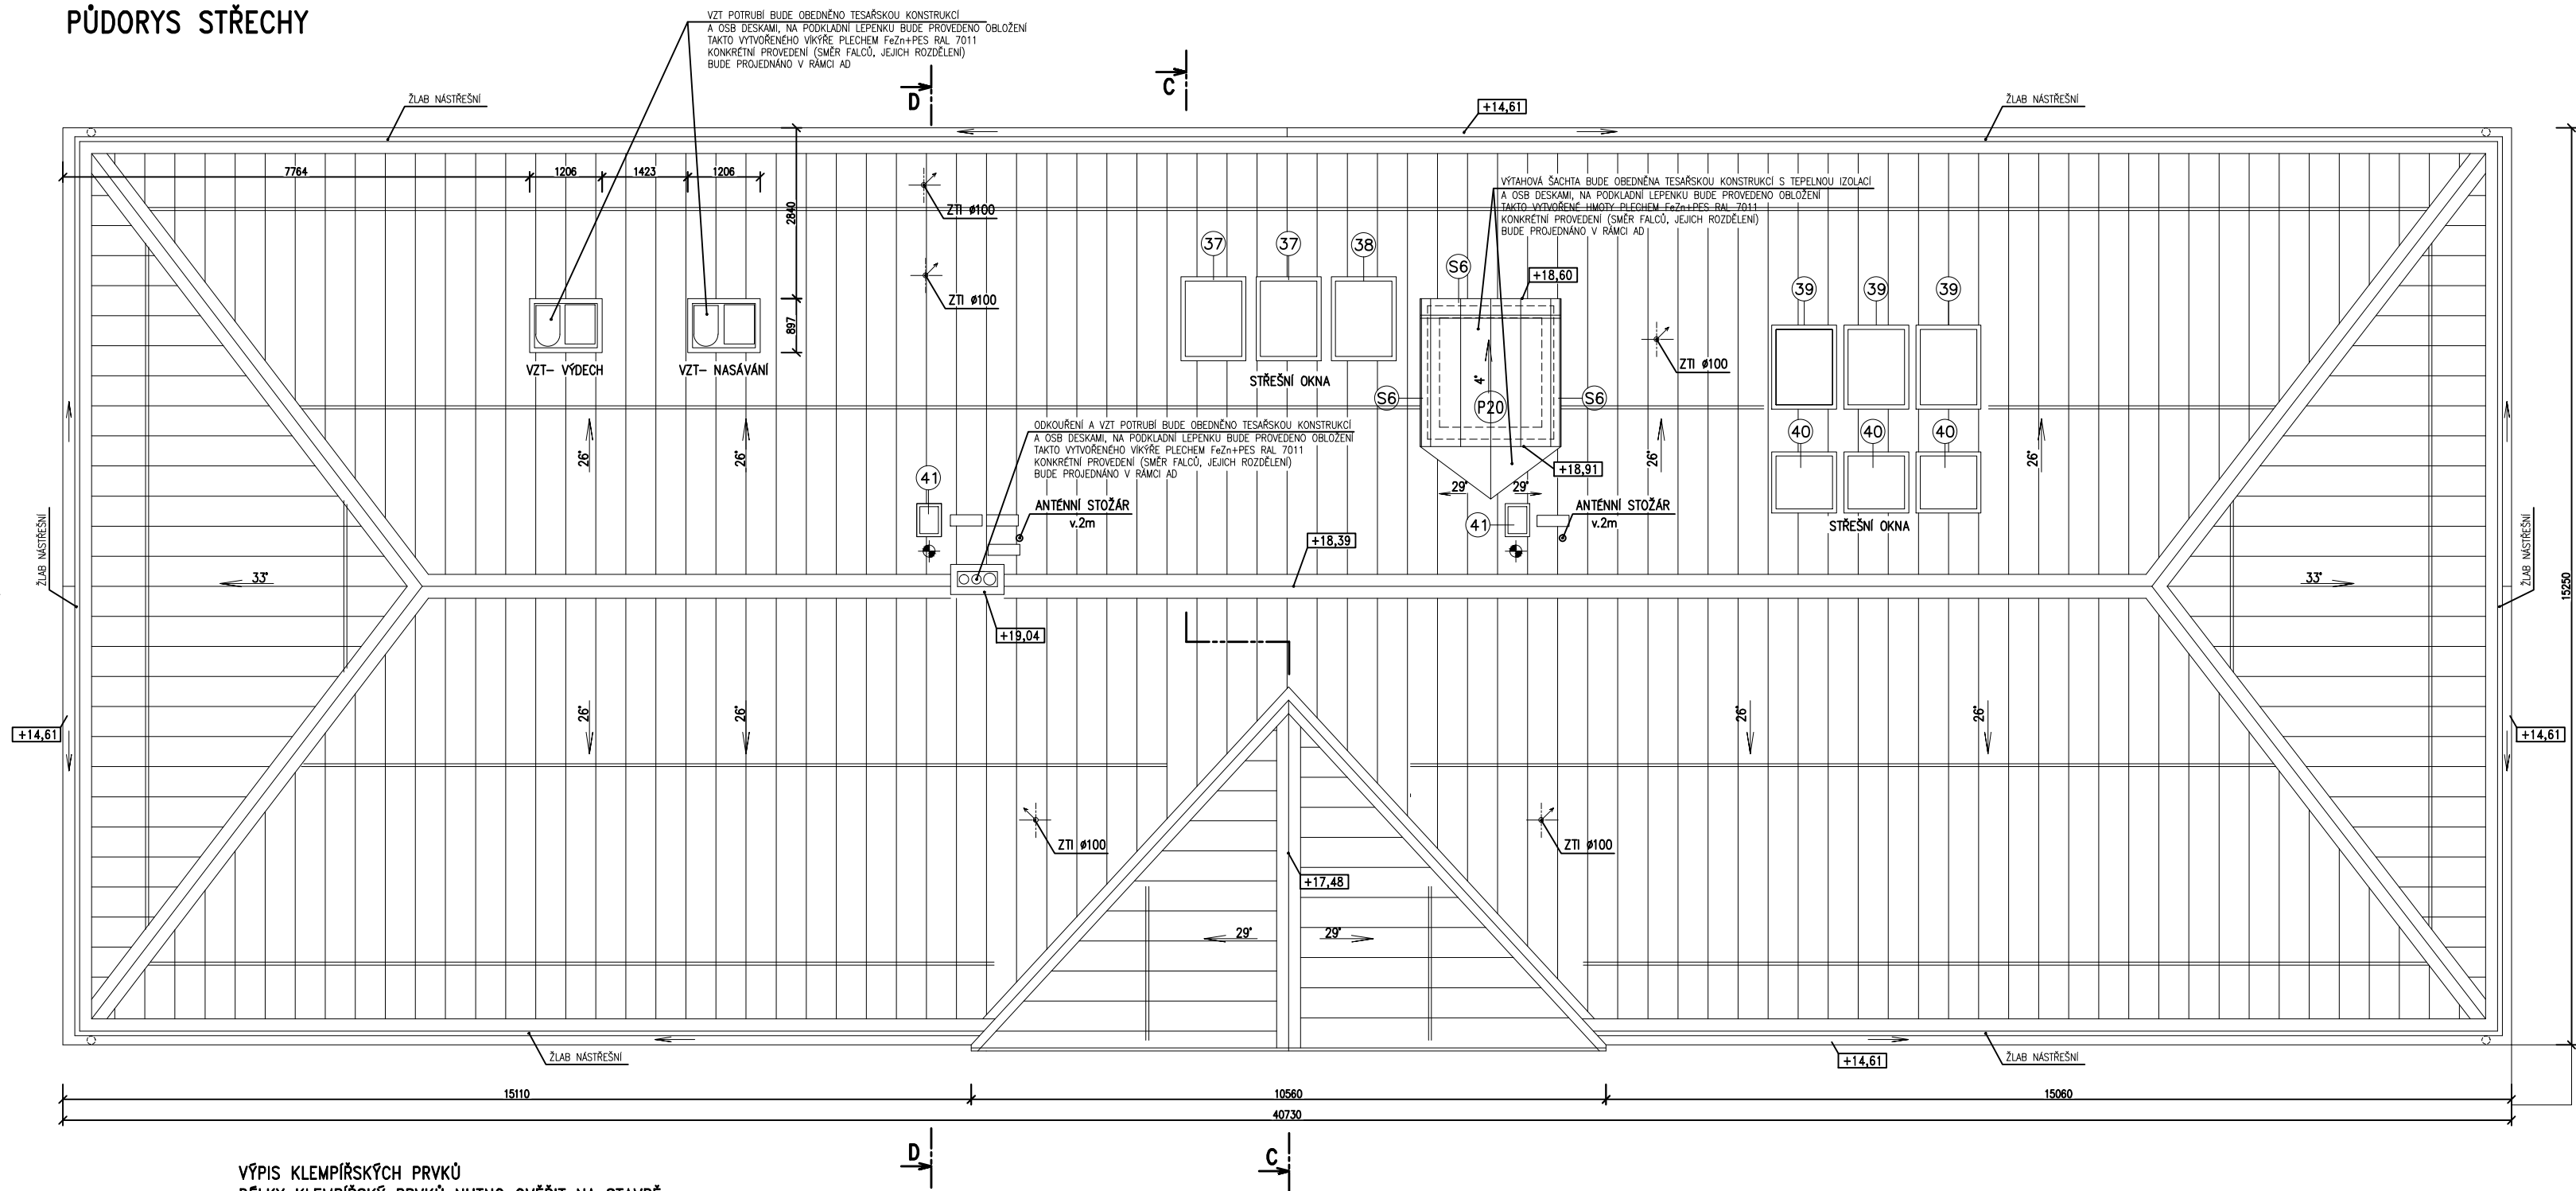 PŮDORYS STŘECHY
VZT POTRUBÍ BUDE OBEDNĚNO TESAŘSKOU KONSTRUKCÍ
A OSB DESKAMI, NA PODKLADNÍ LEPENKU BUDE PROVEDENO OBLOŽENÍ
TAKTO VYTVOŘENÉHO VIKÝŘE PLECHEM FeZn+PES RAL 7011
KONKRÉTNÍ PROVEDENÍ (SMĚR FALCŮ, JEJICH ROZDĚLENÍ)
BUDE PROJEDNÁNO V RÁMCI AD
D
C
ŽLAB NÁSTŘEŠNÍ
+14,61
ŽLAB NÁSTŘEŠNÍ
7764
1206
1423
1206
2840
897
ZTI ø100
ZTI ø100
VÝTAHOVÁ ŠACHTA BUDE OBEDNĚNA TESAŘSKOU KONSTRUKCÍ S TEPELNOU IZOLACÍ
A OSB DESKAMI, NA PODKLADNÍ LEPENKU BUDE PROVEDENO OBLOŽENÍ
TAKTO VYTVOŘENÉ HMOTY PLECHEM FeZn+PES RAL 7011
KONKRÉTNÍ PROVEDENÍ (SMĚR FALCŮ, JEJICH ROZDĚLENÍ)
BUDE PROJEDNÁNO V RÁMCI AD
37
37
38
S6
+18,60
39
39
39
VZT- VÝDECH
VZT- NASÁVÁNÍ
STŘEŠNÍ OKNA
ZTI ø100
4°
S6
P20
S6
ODKOUŘENÍ A VZT POTRUBÍ BUDE OBEDNĚNO TESAŘSKOU KONSTRUKCÍ
A OSB DESKAMI, NA PODKLADNÍ LEPENKU BUDE PROVEDENO OBLOŽENÍ
TAKTO VYTVOŘENÉHO VIKÝŘE PLECHEM FeZn+PES RAL 7011
KONKRÉTNÍ PROVEDENÍ (SMĚR FALCŮ, JEJICH ROZDĚLENÍ)
BUDE PROJEDNÁNO V RÁMCI AD
40
40
40
26°
26°
26°
26°
+18,91
29°
29°
41
ANTÉNNÍ STOŽÁR
v.2m
41
ANTÉNNÍ STOŽÁR
v.2m
STŘEŠNÍ OKNA
+18,39
ŽLAB NÁSTŘEŠNÍ
33°
33°
ŽLAB NÁSTŘEŠNÍ
15250
+19,04
26°
26°
26°
26°
+14,61
+14,61
ZTI ø100
ZTI ø100
+17,48
29°
29°
ŽLAB NÁSTŘEŠNÍ
+14,61
ŽLAB NÁSTŘEŠNÍ
15110
10560
15060
40730
D
C
VÝPIS KLEMPÍŘSKÝCH PRVKŮ
DÉLKY KLEMPÍŘSKÝ PRVKŮ NUTNO OVĚŘIT NA STAVBĚ